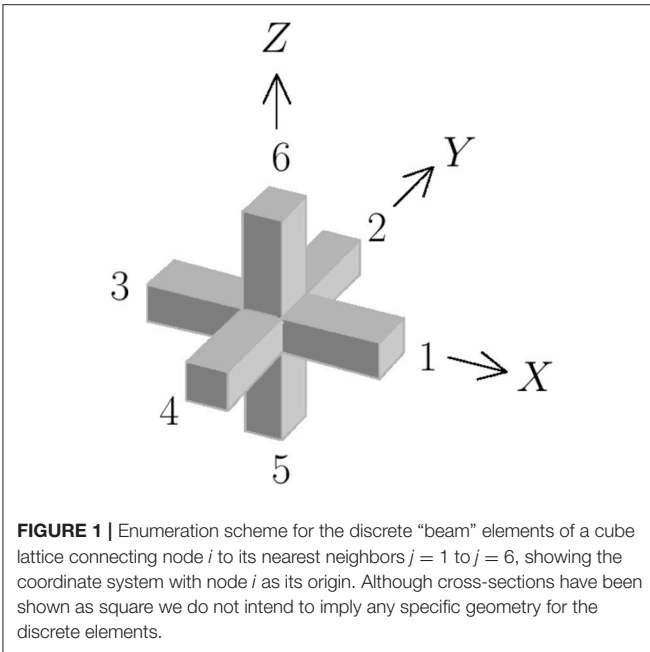 Z
6
Y
2
3
1
X
4
5
FIGURE 1 | Enumeration scheme for the discrete “beam” elements of a cube
lattice connecting node i to its nearest neighbors j = 1 to j = 6, showing the
coordinate system with node i as its origin. Although cross-sections have been
shown as square we do not intend to imply any specific geometry for the
discrete elements.